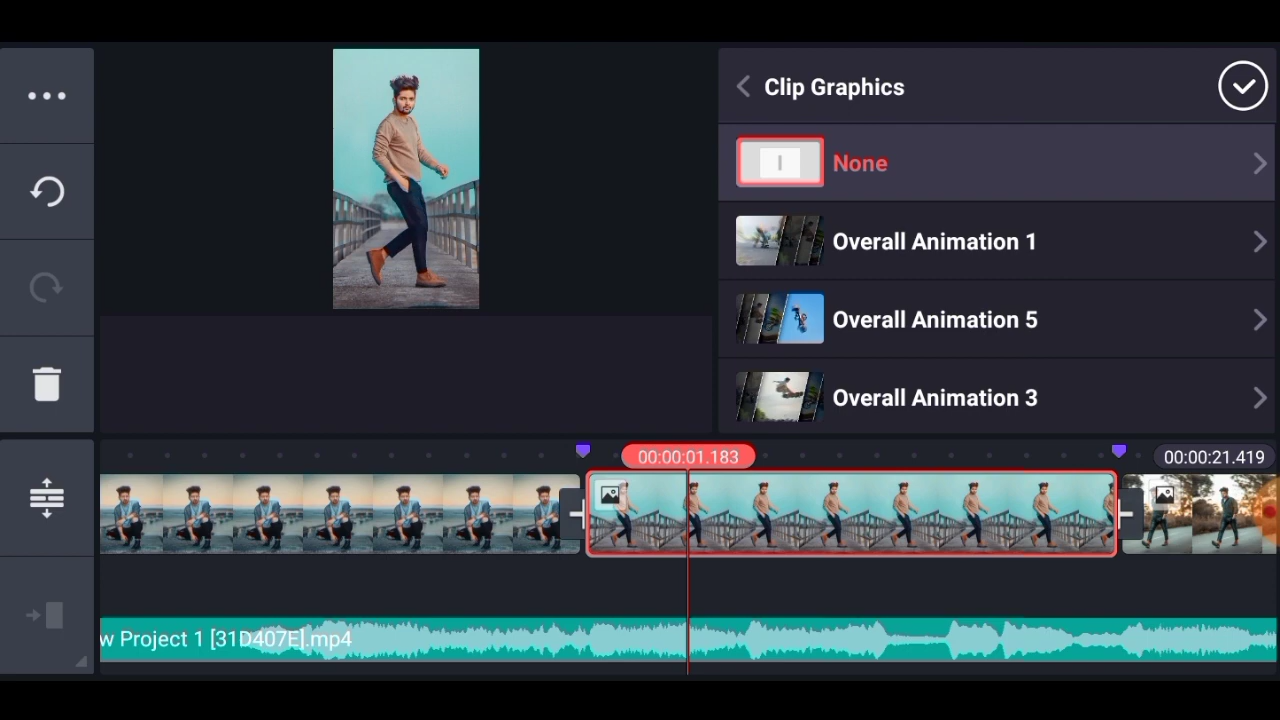 Clip Graphics
None
Overall Animation 1
Overall Animation 5
Overall Animation 3
00:00:01.183
00:00:21.419
w Project 1 [31D407E].mp4